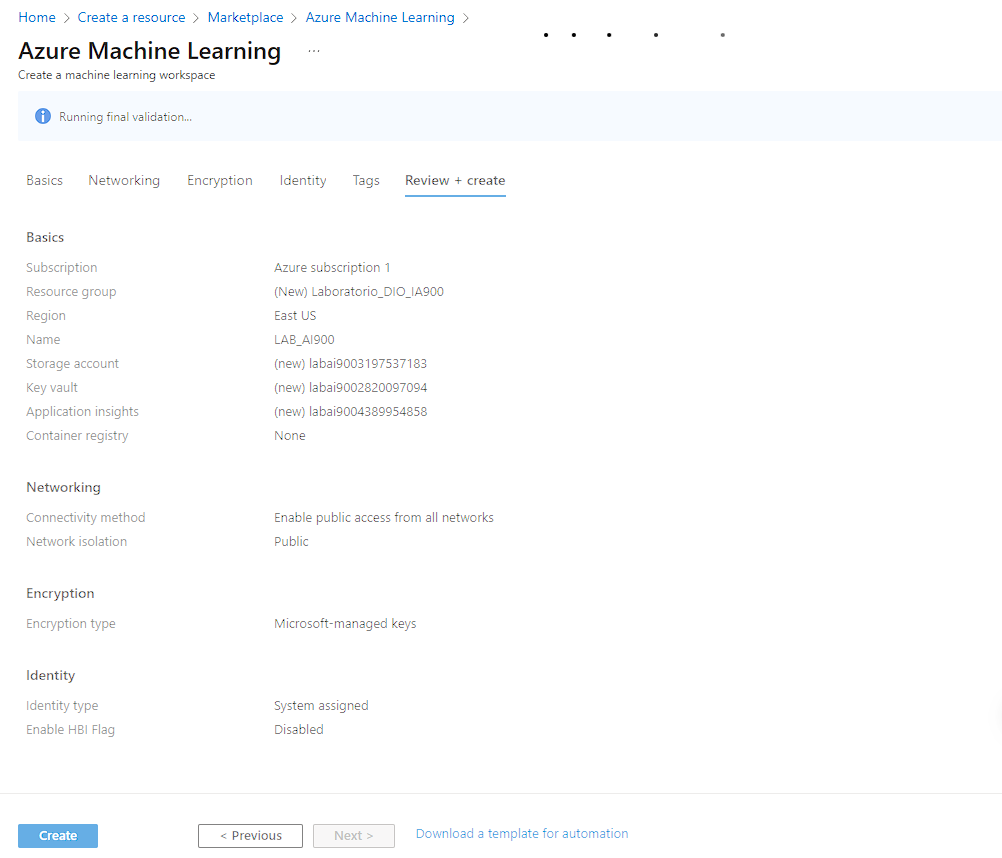 Home > Create a resource > Marketplace > Azure Machine Learning >
Azure Machine Learning ...
Create a machine learning workspace
Running final validation...
Basics Networking Encryption Identity Tags Review + create
Basics
Subscription Azure subscription 1
Resource group (New) Laboratorio_DIO_IA900
Region East US
Name LAB_AI900
Storage account (new) labai9003197537183
Key vault (new) labai9002820097094
Application insights (new) labai9004389954858
Container registry None
Networking
Connectivity method Enable public access from all networks
Network isolation Public
Encryption
Encryption type Microsoft-managed keys
Identity
Identity type System assigned
Enable HBI Flag Disabled
Create < Previous Next > Download a template for automation